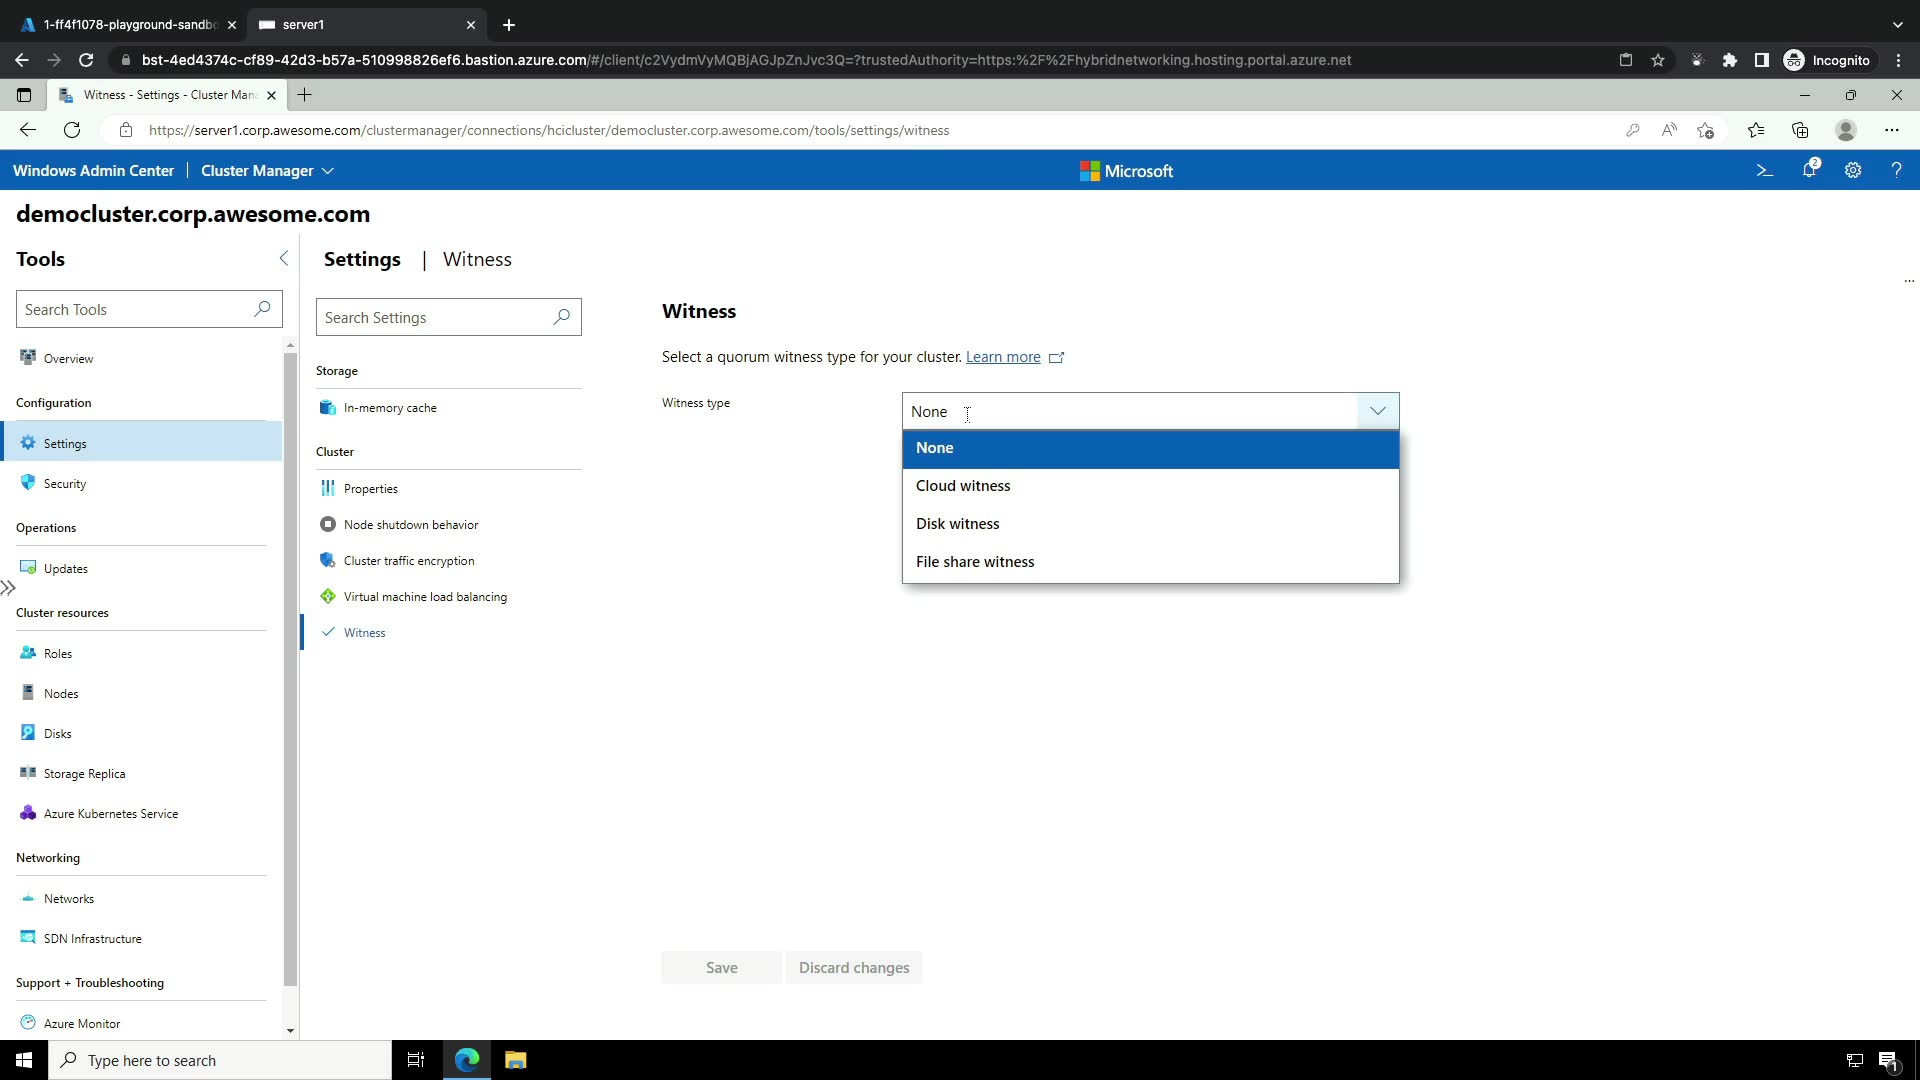 1-ff4f1078-playground-sandbo
server1
bst-4ed4374c-cf89-42d3-b57a-510998826ef6.bastion.azure.com/#/client/c2VydmVyMQBjAGJpZnJvc3Q=?trustedAuthority=https:%2F%2Fhybridnetworking.hosting.portal.azure.net
Incognito
Witness - Settings - Cluster Mana
https://server1.corp.awesome.com/clustermanager/connections/hcicluster/democluster.corp.awesome.com/tools/settings/witness
Windows Admin Center | Cluster Manager
Microsoft
2
democluster.corp.awesome.com
Tools
Search Tools
Overview
Configuration
Settings
Security
Operations
Updates
Cluster resources
Roles
Nodes
Disks
Storage Replica
Azure Kubernetes Service
Networking
Networks
SDN Infrastructure
Support + Troubleshooting
Azure Monitor
Settings | Witness
Search Settings
Storage
In-memory cache
Cluster
Properties
Node shutdown behavior
Cluster traffic encryption
Virtual machine load balancing
Witness
Witness
Select a quorum witness type for your cluster. Learn more
Witness type
None
None
Cloud witness
Disk witness
File share witness
Save
Discard changes
Type here to search
1